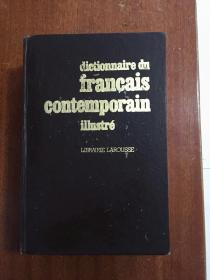 dictionnaire du
français
contemporain
illustré
LIBRAIRIE LAROUSSE